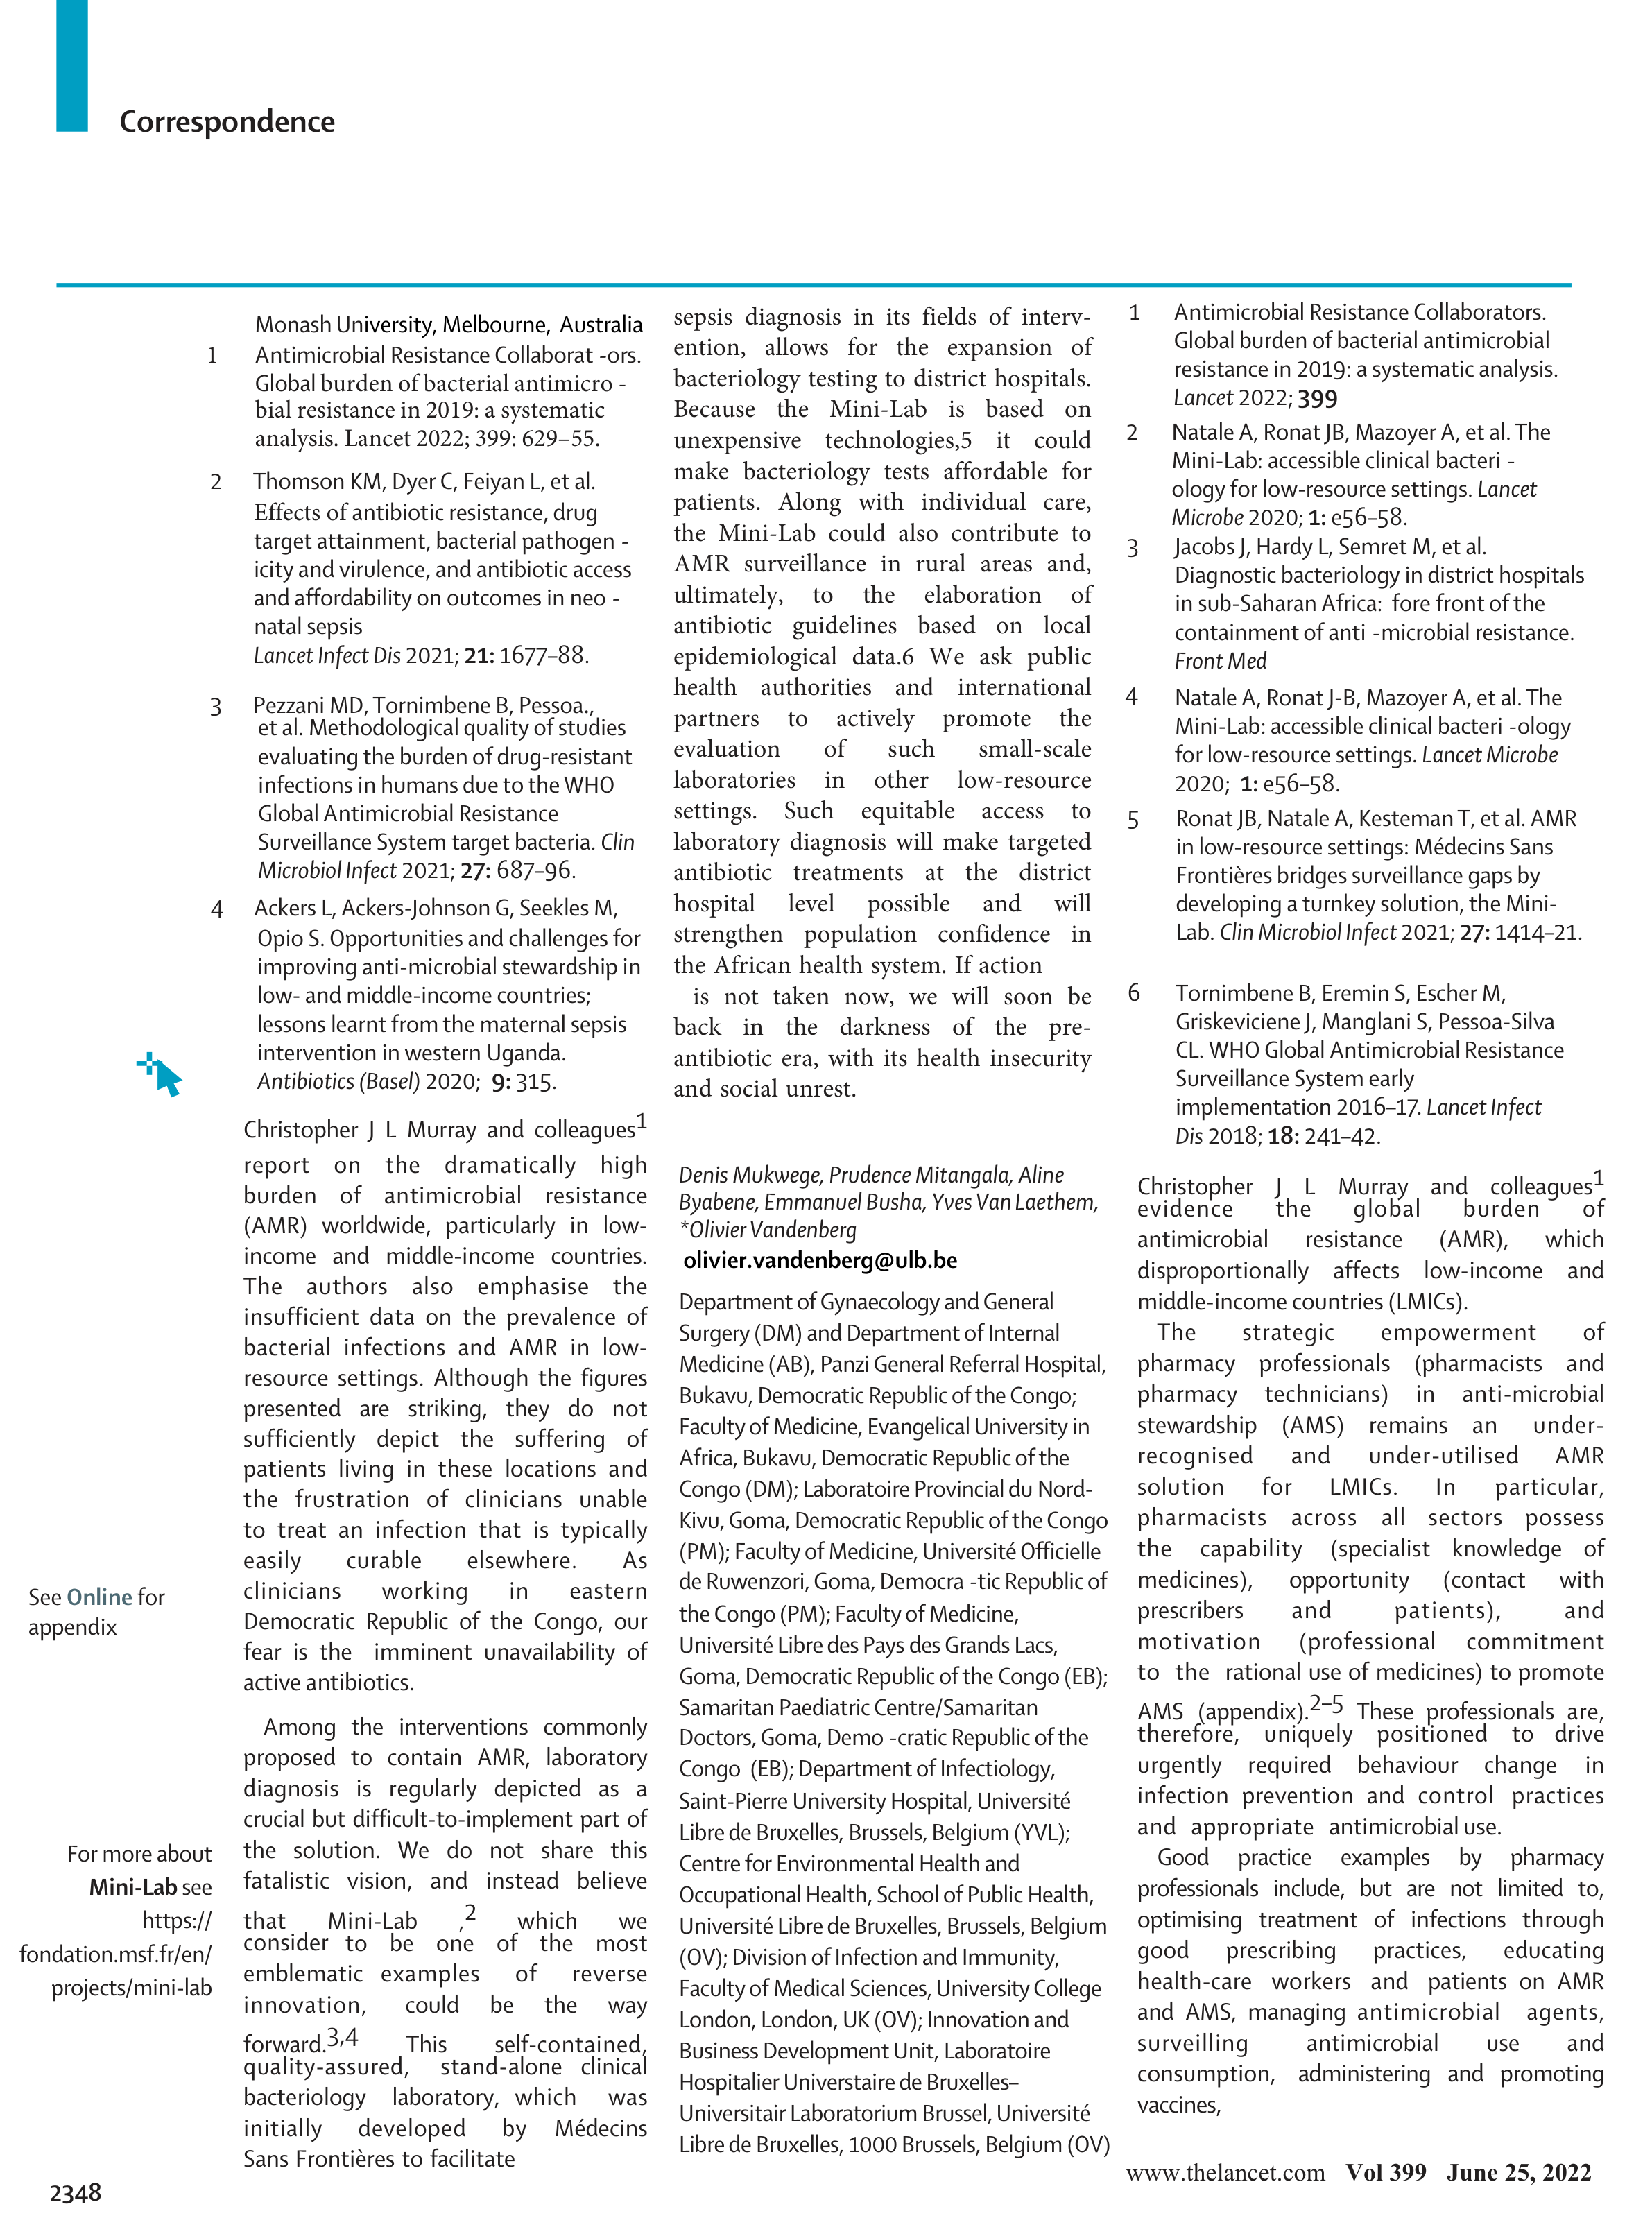 Correspondence
Monash University, Melbourne, Australia
1 Antimicrobial Resistance Collaborat -ors.
Global burden of bacterial antimicro -
bial resistance in 2019: a systematic
analysis. Lancet 2022; 399: 629–55.
2 Thomson KM, Dyer C, Feiyan L, et al.
Effects of antibiotic resistance, drug
target attainment, bacterial pathogen -
icity and virulence, and antibiotic access
and affordability on outcomes in neo -
natal sepsis
Lancet Infect Dis 2021; 21: 1677–88.
3 Pezzani MD, Tornimbene B, Pessoa.,
et al. Methodological quality of studies
evaluating the burden of drug-resistant
infections in humans due to the WHO
Global Antimicrobial Resistance
Surveillance System target bacteria. Clin
Microbiol Infect 2021; 27: 687–96.
4 Ackers L, Ackers-Johnson G, Seekles M,
Opio S. Opportunities and challenges for
improving anti-microbial stewardship in
low- and middle-income countries;
lessons learnt from the maternal sepsis
intervention in western Uganda.
Antibiotics (Basel) 2020; 9: 315.
Christopher J L Murray and colleagues1
report on the dramatically high
burden of antimicrobial resistance
(AMR) worldwide, particularly in low-
income and middle-income countries.
The authors also emphasise the
insufficient data on the prevalence of
bacterial infections and AMR in low-
resource settings. Although the figures
presented are striking, they do not
sufficiently depict the suffering of
patients living in these locations and
the frustration of clinicians unable
to treat an infection that is typically
easily curable elsewhere. As
clinicians working in eastern
Democratic Republic of the Congo, our
fear is the imminent unavailability of
active antibiotics.
Among the interventions commonly
proposed to contain AMR, laboratory
diagnosis is regularly depicted as a
crucial but difficult-to-implement part of
the solution. We do not share this
fatalistic vision, and instead believe
that Mini-Lab ,2 which we
consider to be one of the most
emblematic examples of reverse
innovation, could be the way
forward.3,4 This self-contained,
quality-assured, stand-alone clinical
bacteriology laboratory, which was
initially developed by Médecins
Sans Frontières to facilitate
See Online for
appendix
For more about
Mini-Lab see
https://
fondation.msf.fr/en/
projects/mini-lab
sepsis diagnosis in its fields of interv-
ention, allows for the expansion of
bacteriology testing to district hospitals.
Because the Mini-Lab is based on
unexpensive technologies,5 it could
make bacteriology tests affordable for
patients. Along with individual care,
the Mini-Lab could also contribute to
AMR surveillance in rural areas and,
ultimately, to the elaboration of
antibiotic guidelines based on local
epidemiological data.6 We ask public
health authorities and international
partners to actively promote the
evaluation of such small-scale
laboratories in other low-resource
settings. Such equitable access to
laboratory diagnosis will make targeted
antibiotic treatments at the district
hospital level possible and will
strengthen population confidence in
the African health system. If action
is not taken now, we will soon be
back in the darkness of the pre-
antibiotic era, with its health insecurity
and social unrest.
Denis Mukwege, Prudence Mitangala, Aline
Byabene, Emmanuel Busha, Yves Van Laethem,
*Olivier Vandenberg
olivier.vandenberg@ulb.be
Department of Gynaecology and General
Surgery (DM) and Department of Internal
Medicine (AB), Panzi General Referral Hospital,
Bukavu, Democratic Republic of the Congo;
Faculty of Medicine, Evangelical University in
Africa, Bukavu, Democratic Republic of the
Congo (DM); Laboratoire Provincial du Nord-
Kivu, Goma, Democratic Republic of the Congo
(PM); Faculty of Medicine, Université Officielle
de Ruwenzori, Goma, Democra -tic Republic of
the Congo (PM); Faculty of Medicine,
Université Libre des Pays des Grands Lacs,
Goma, Democratic Republic of the Congo (EB);
Samaritan Paediatric Centre/Samaritan
Doctors, Goma, Demo -cratic Republic of the
Congo (EB); Department of Infectiology,
Saint-Pierre University Hospital, Université
Libre de Bruxelles, Brussels, Belgium (YVL);
Centre for Environmental Health and
Occupational Health, School of Public Health,
Université Libre de Bruxelles, Brussels, Belgium
(OV); Division of Infection and Immunity,
Faculty of Medical Sciences, University College
London, London, UK (OV); Innovation and
Business Development Unit, Laboratoire
Hospitalier Universtaire de Bruxelles–
Universitair Laboratorium Brussel, Université
Libre de Bruxelles, 1000 Brussels, Belgium (OV)
1 Antimicrobial Resistance Collaborators.
Global burden of bacterial antimicrobial
resistance in 2019: a systematic analysis.
Lancet 2022; 399
2 Natale A, Ronat JB, Mazoyer A, et al. The
Mini-Lab: accessible clinical bacteri -
ology for low-resource settings. Lancet
Microbe 2020; 1: e56–58.
3 Jacobs J, Hardy L, Semret M, et al.
Diagnostic bacteriology in district hospitals
in sub-Saharan Africa: fore front of the
containment of anti -microbial resistance.
Front Med
4 Natale A, Ronat J-B, Mazoyer A, et al. The
Mini-Lab: accessible clinical bacteri -ology
for low-resource settings. Lancet Microbe
2020; 1: e56–58.
5 Ronat JB, Natale A, Kesteman T, et al. AMR
in low-resource settings: Médecins Sans
Frontières bridges surveillance gaps by
developing a turnkey solution, the Mini-
Lab. Clin Microbiol Infect 2021; 27: 1414–21.
6 Tornimbene B, Eremin S, Escher M,
Griskeviciene J, Manglani S, Pessoa-Silva
CL. WHO Global Antimicrobial Resistance
Surveillance System early
implementation 2016–17. Lancet Infect
Dis 2018; 18: 241–42.
Christopher J L Murray and colleagues1
evidence the global burden of
antimicrobial resistance (AMR), which
disproportionally affects low-income and
middle-income countries (LMICs).
The strategic empowerment of
pharmacy professionals (pharmacists and
pharmacy technicians) in anti-microbial
stewardship (AMS) remains an under-
recognised and under-utilised AMR
solution for LMICs. In particular,
pharmacists across all sectors possess
the capability (specialist knowledge of
medicines), opportunity (contact with
prescribers and patients), and
motivation (professional commitment
to the rational use of medicines) to promote
AMS (appendix).2–5 These professionals are,
therefore, uniquely positioned to drive
urgently required behaviour change in
infection prevention and control practices
and appropriate antimicrobial use.
Good practice examples by pharmacy
professionals include, but are not limited to,
optimising treatment of infections through
good prescribing practices, educating
health-care workers and patients on AMR
and AMS, managing antimicrobial agents,
surveilling antimicrobial use and
consumption, administering and promoting
vaccines,
2348
www.thelancet.com Vol 399 June 25, 2022